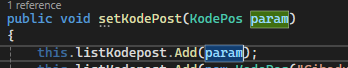 1 reference
public void setKodePost(KodePos param)
{
this.listKodepost.Add(param);